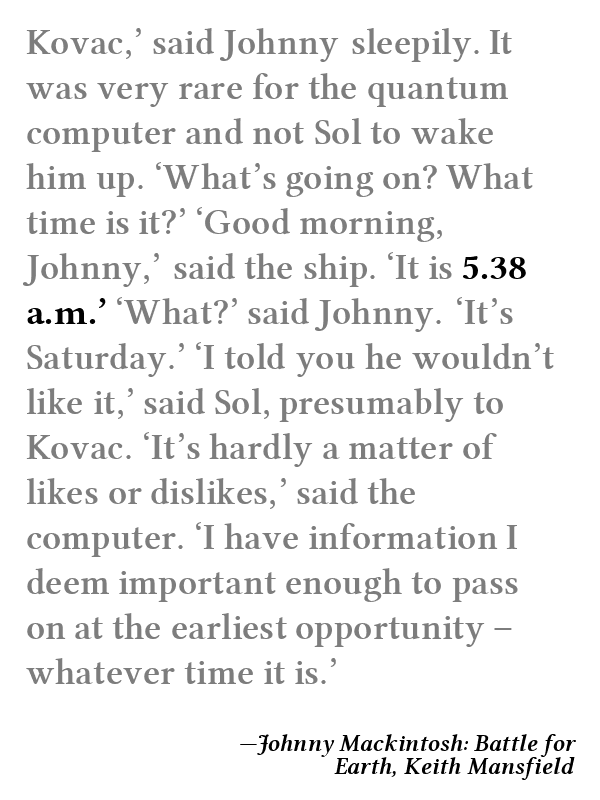 Kovac,’ said Johnny sleepily. It
was very rare for the quantum
computer and not Sol to wake
him up. ‘What’s going on? What
time is it?’ ‘Good morning,
Johnny,’ said the ship. ‘It is 5.38
a.m.’ ‘What?’ said Johnny. ‘It’s
Saturday.’ ‘I told you he wouldn’t
like it,’ said Sol, presumably to
Kovac. ‘It’s hardly a matter of
likes or dislikes,’ said the
computer. ‘I have information I
deem important enough to pass
on at the earliest opportunity –
whatever time it is.’
—Johnny Mackintosh: Battle for
Earth, Keith Mansfield